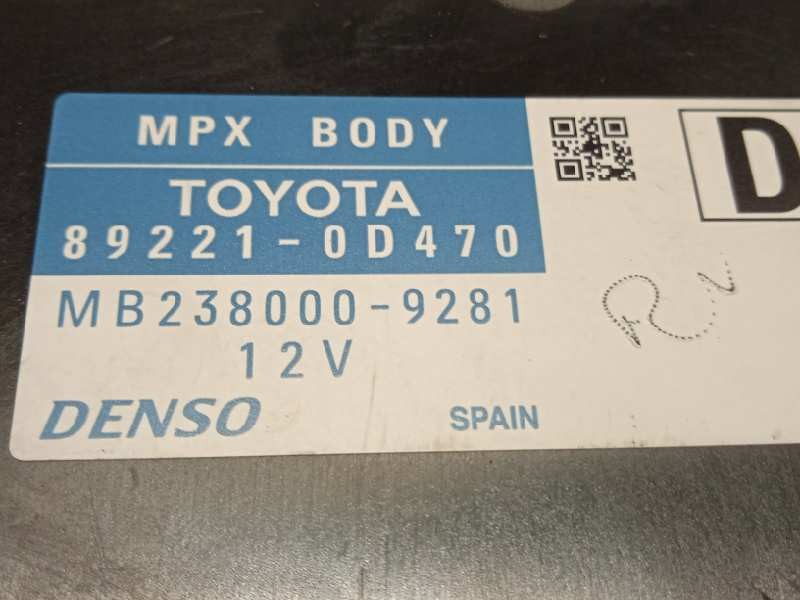 MPX BODY
TOYOTA
89221-0D470
MB238000-9281
12V
DENSO
SPAIN
D